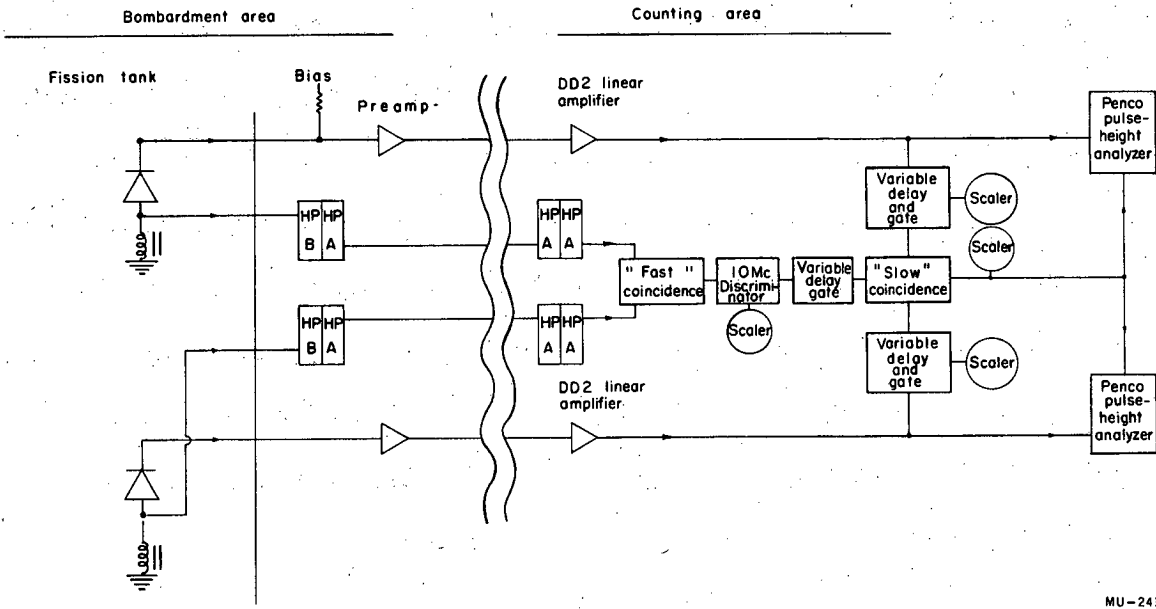 Bombardment area
Counting area
Fission tank
Bias
Preamp-
DD2 linear
amplifier
Penco
pulse-
height
analyzer
Variable
delay
and
gate
Scaler
Scaler
HP HP
B A
HP HP
A A
" Fast "
coincidence
10Mc
Discrimi-
nator
Variable
delay
gate
"Slow"
coincidence
Scaler
HP HP
B A
HP HP
A A
Variable
delay
and
gate
Scaler
DD2 linear
amplifier
Penco
pulse-
height
analyzer